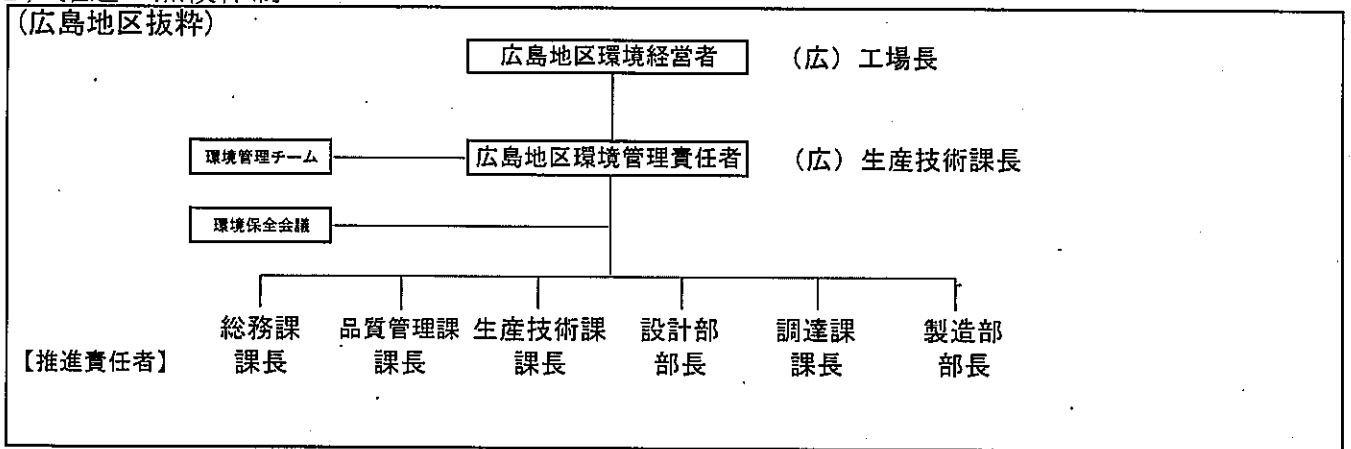 (広島地区抜粋)
広島地区環境経営者 (広) 工場長
環境管理チーム 広島地区環境管理責任者 (広) 生産技術課長
環境保全会議
総務課 品質管理課 生産技術課 設計部 調達課 製造部
【推進責任者】 課長 課長 課長 部長 課長 部長